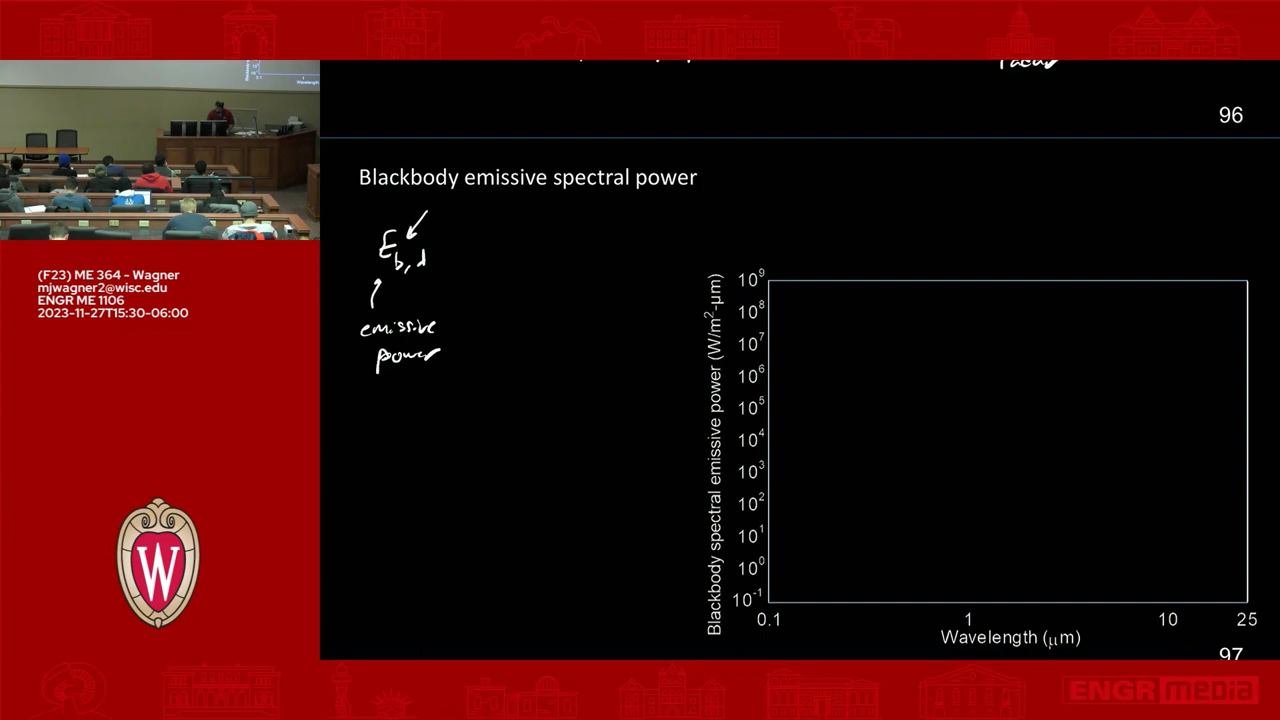 96
Blackbody emissive spectral power
E b, λ
emissive
power
Blackbody spectral emissive power (W/m²-μm)
10⁹
10⁸
10⁷
10⁶
10⁵
10⁴
10³
10²
10¹
10⁰
10⁻¹
0.1 1 10 25
Wavelength (μm)
97
(F23) ME 364 - Wagner
mjwagner2@wisc.edu
ENGR ME 1106
2023-11-27T15:30-06:00
W
ENGR media